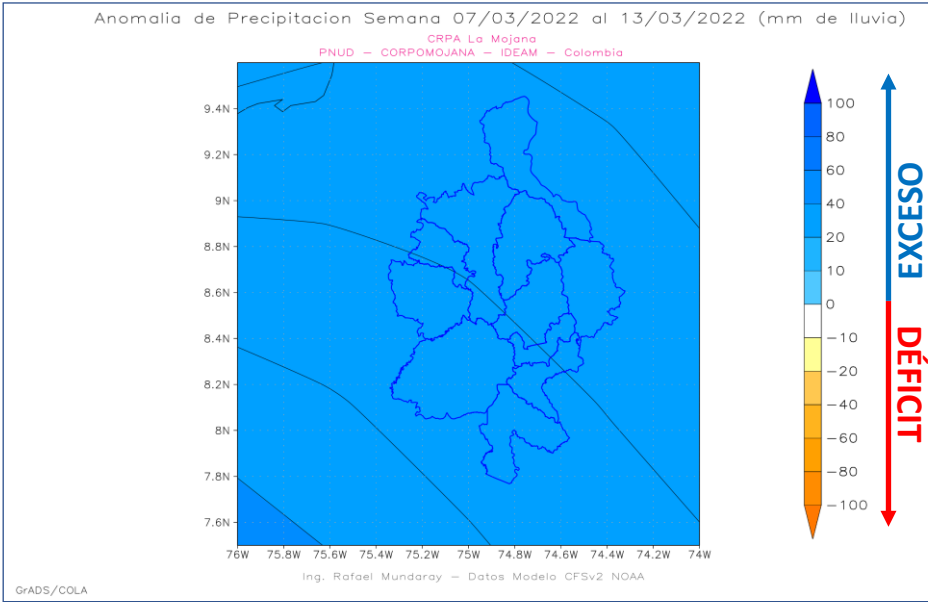 Anomalia de Precipitacion Semana 07/03/2022 al 13/03/2022 (mm de lluvia)
CRPA La Mojana
PNUD – CORPOMOJANA – IDEAM – Colombia
9.4N
9.2N
9N
8.8N
8.6N
8.4N
8.2N
8N
7.8N
7.6N
76W 75.8W 75.6W 75.4W 75.2W 75W 74.8W 74.6W 74.4W 74.2W 74W
100
80
60
40
20
10
0
−10
−20
−40
−60
−80
−100
EXCESO
DÉFICIT
Ing. Rafael Mundaray – Datos Modelo CFSv2 NOAA
GrADS/COLA